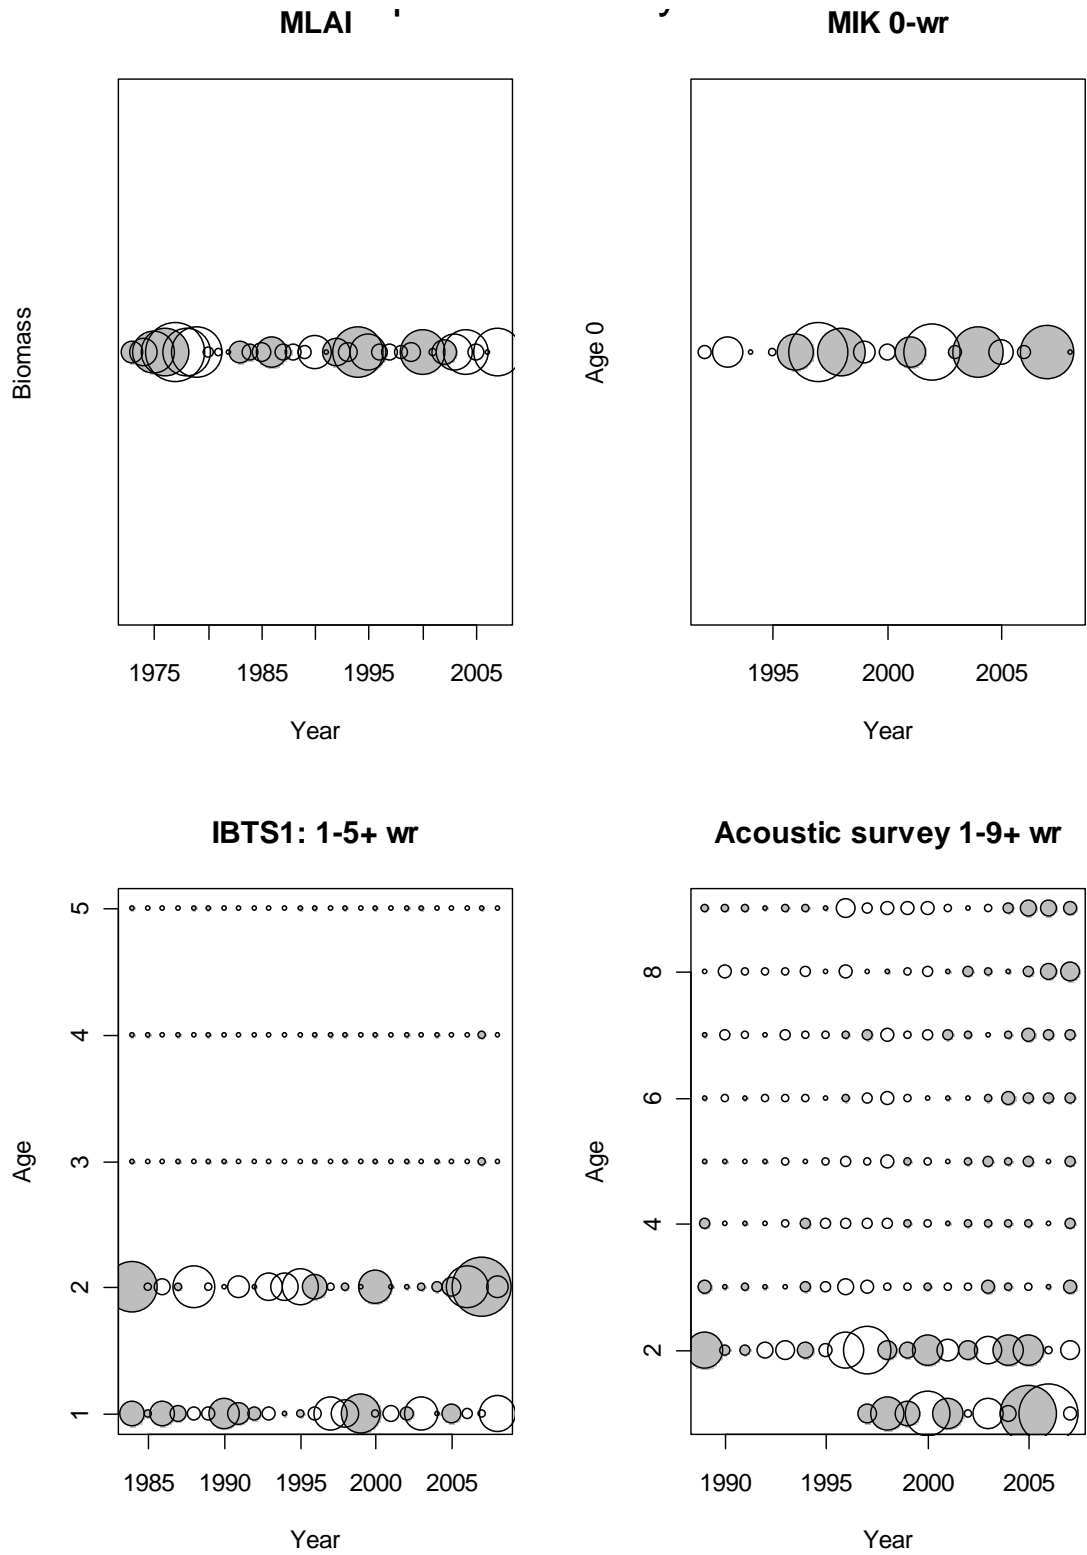 MLAI
MIK 0-wr
Biomass
Age 0
1975 1985 1995 2005
1995 2000 2005
Year
Year
IBTS1: 1-5+ wr
Acoustic survey 1-9+ wr
5
4
3
2
1
Age
8
6
4
2
Age
1985 1990 1995 2000 2005
1990 1995 2000 2005
Year
Year